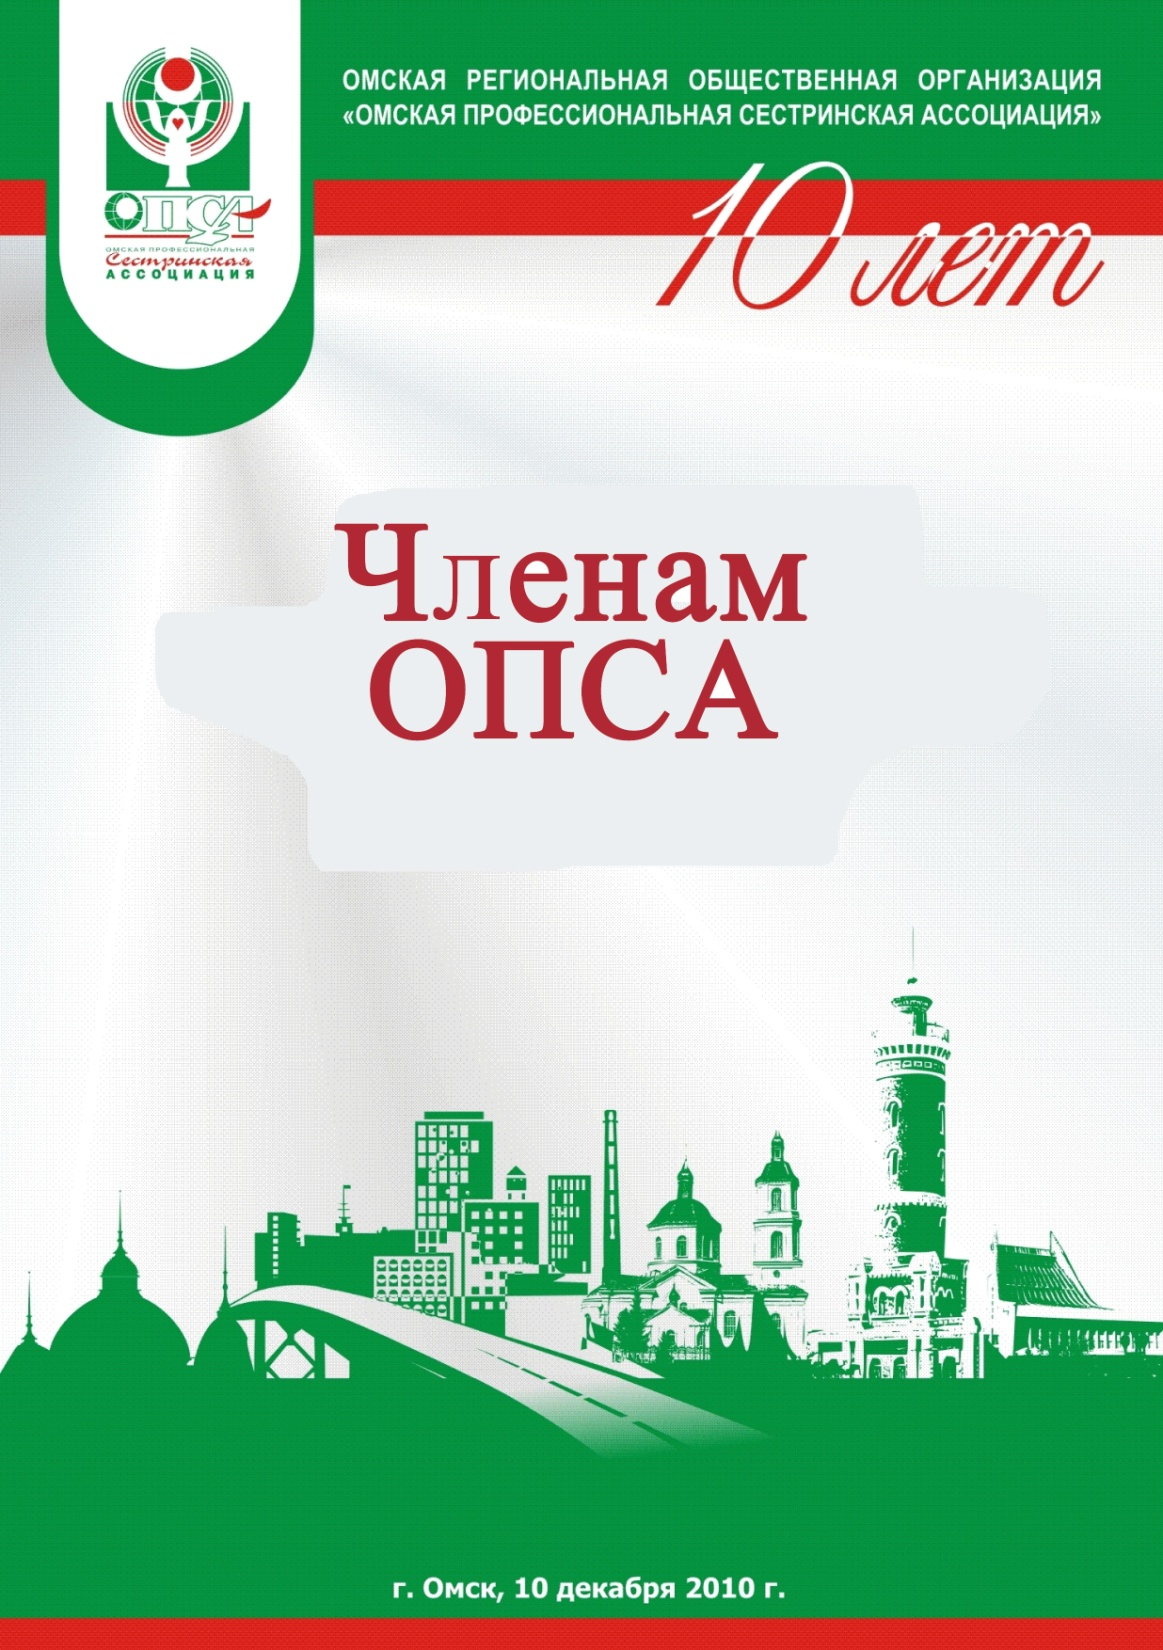 ОМСКАЯ РЕГИОНАЛЬНАЯ ОБЩЕСТВЕННАЯ ОРГАНИЗАЦИЯ
«ОМСКАЯ ПРОФЕССИОНАЛЬНАЯ СЕСТРИНСКАЯ АССОЦИАЦИЯ»
10 лет
ОПСА
ОМСКАЯ ПРОФЕССИОНАЛЬНАЯ
Сестринская
АССОЦИАЦИЯ
Членам
ОПСА
г. Омск, 10 декабря 2010 г.